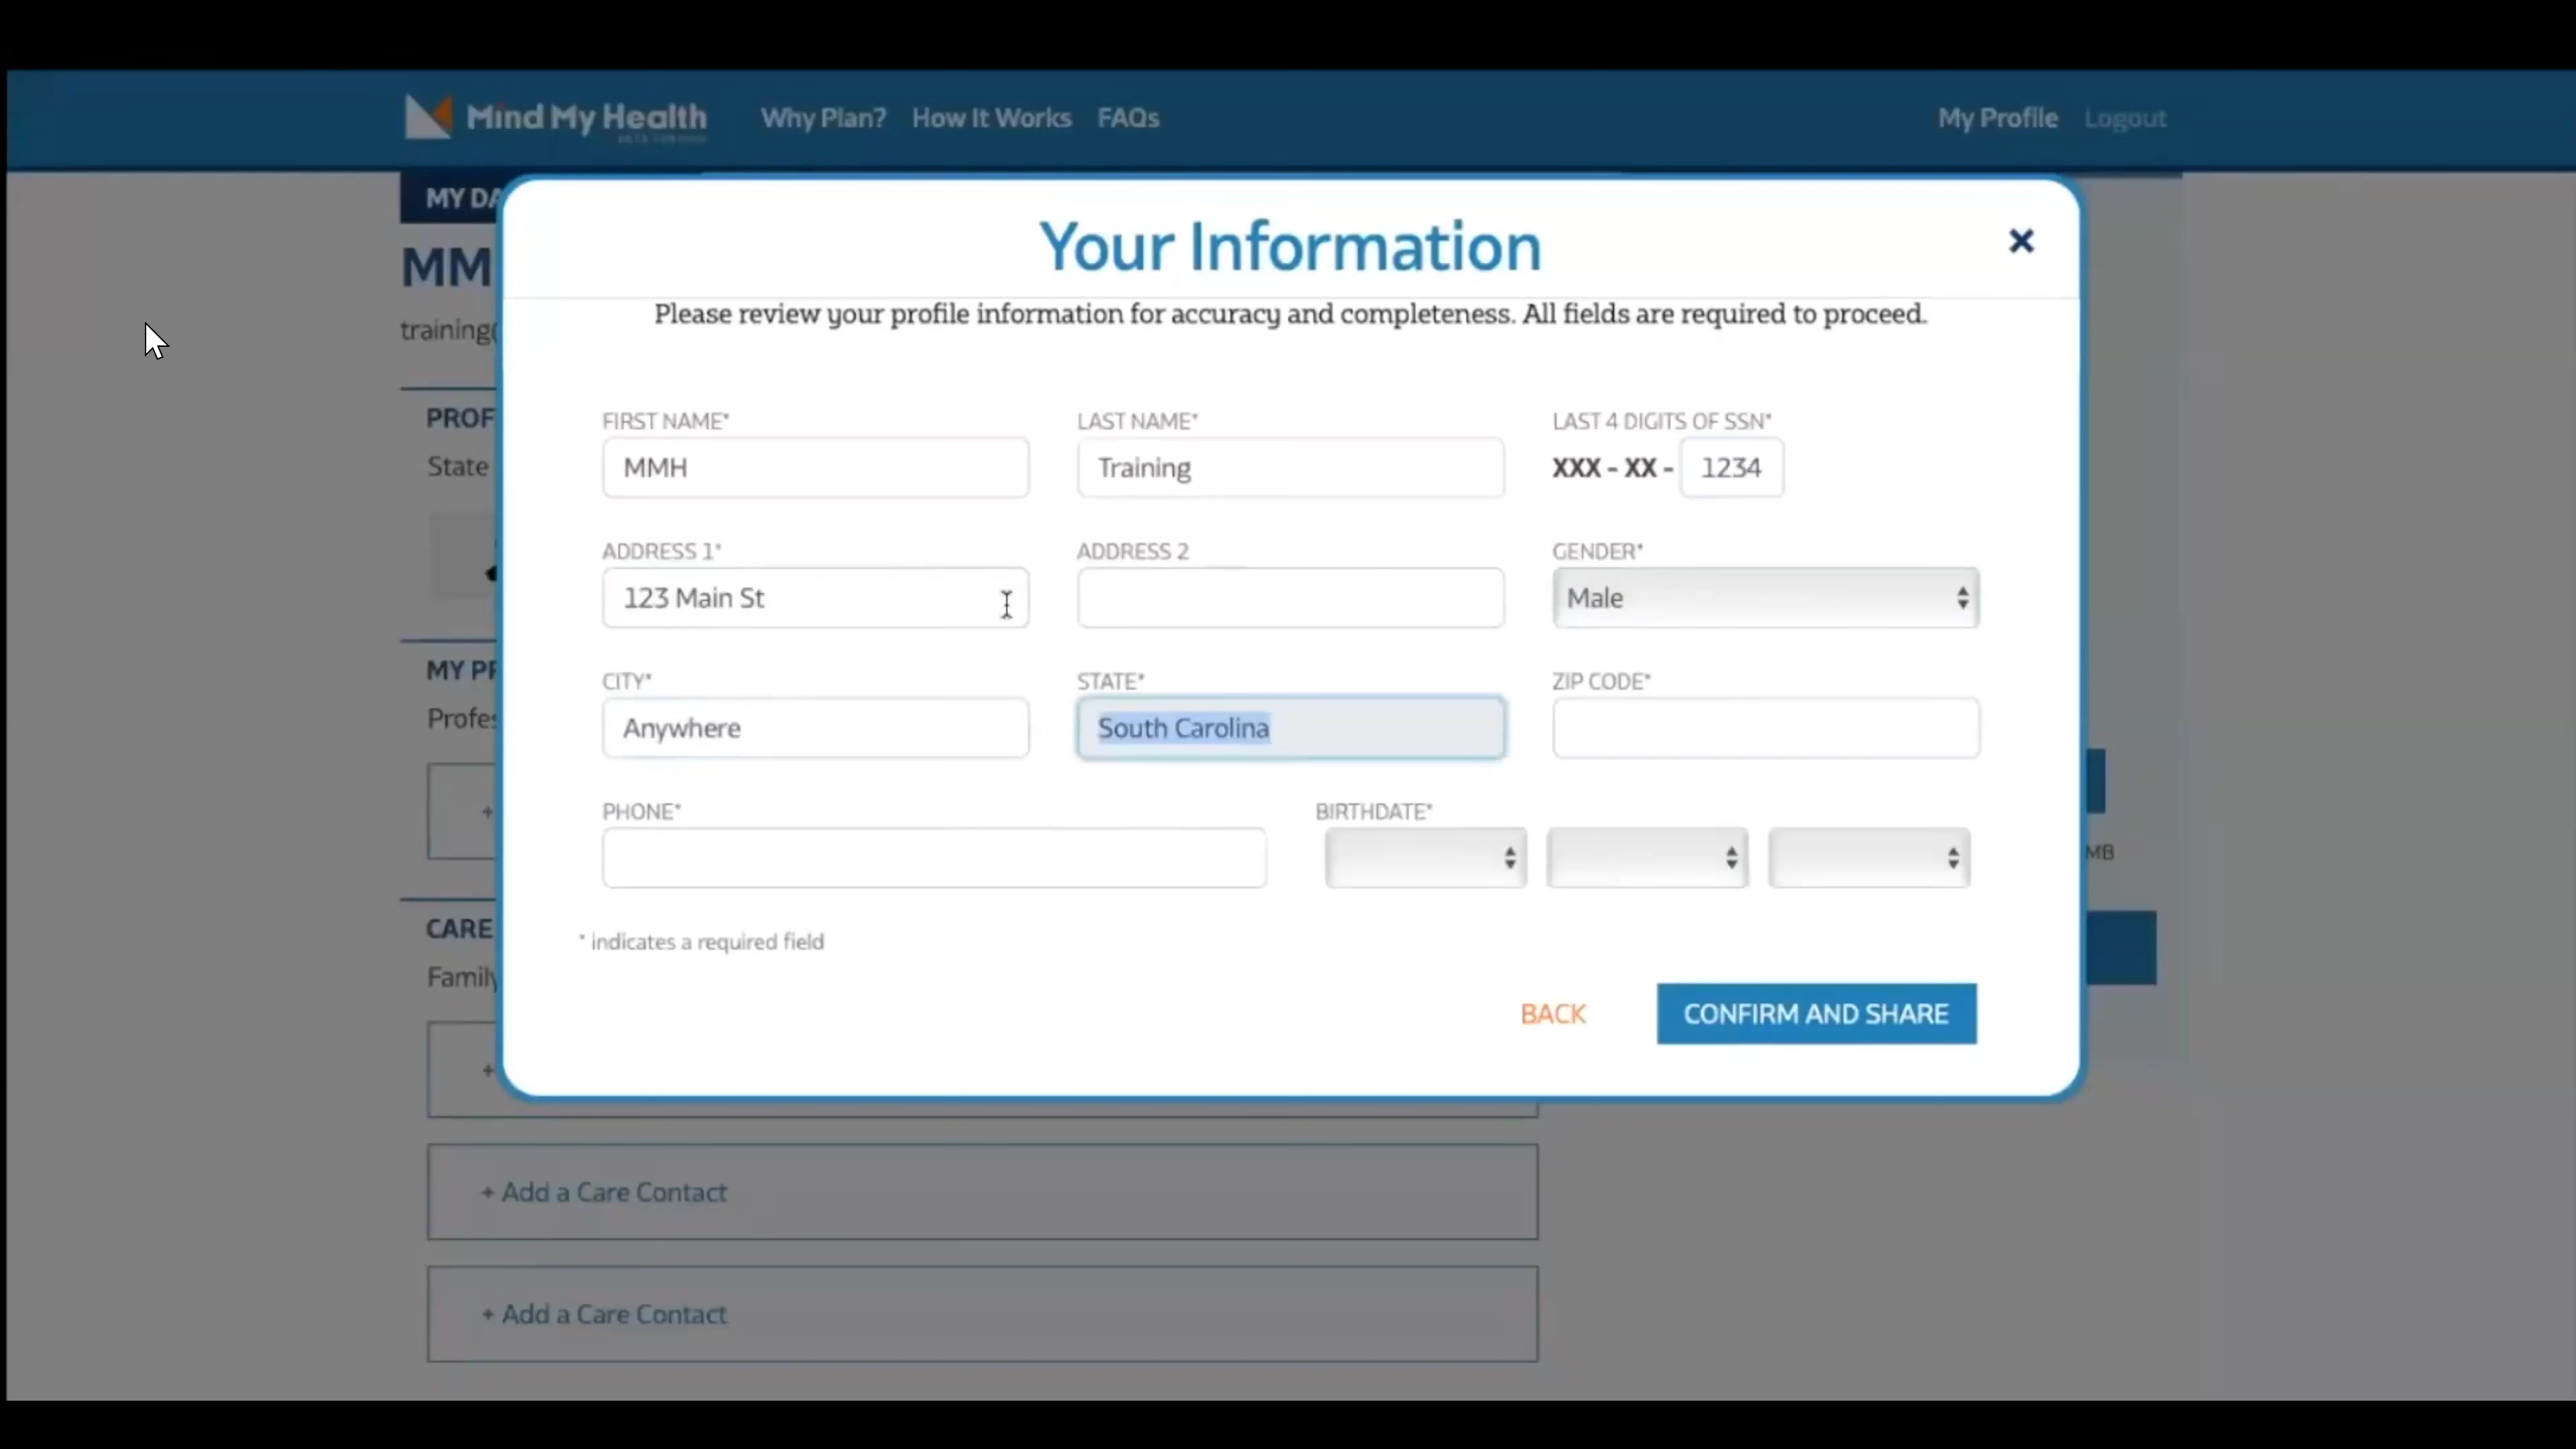 Mind My Health
Why Plan? How It Works FAQs
My Profile Logout
MY DA
MM
training@
PROF
State
MY PR
Profes
+
CARE
Family
+
Your Information
Please review your profile information for accuracy and completeness. All fields are required to proceed.
FIRST NAME* LAST NAME* LAST 4 DIGITS OF SSN*
MMH Training XXX - XX - 1234
ADDRESS 1* ADDRESS 2 GENDER*
123 Main St Male
CITY* STATE* ZIP CODE*
Anywhere South Carolina
PHONE* BIRTHDATE*
* indicates a required field
BACK CONFIRM AND SHARE
MB
+ Add a Care Contact
+ Add a Care Contact